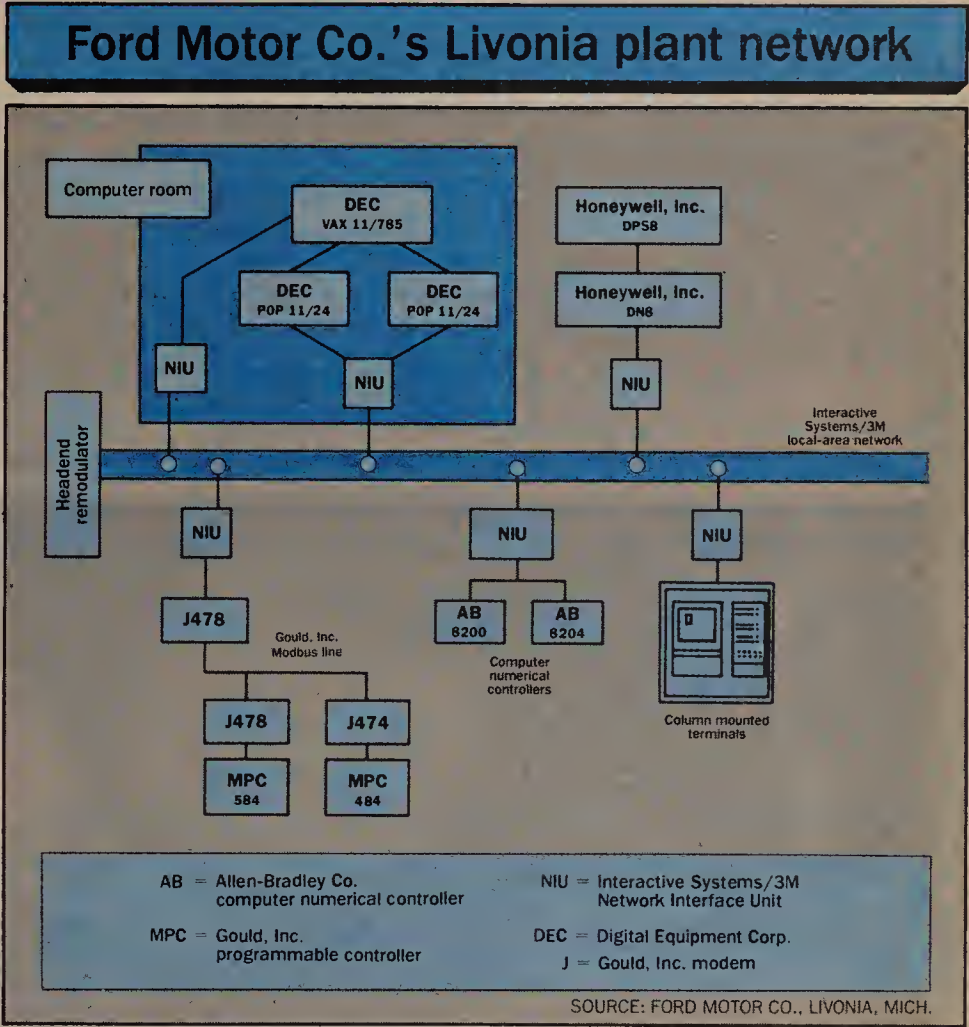 Ford Motor Co.'s Livonia plant network
Computer room
DEC
VAX 11/785
DEC
POP 11/24
DEC
POP 11/24
NIU
NIU
Honeywell, Inc.
DPS8
Honeywell, Inc.
DN8
NIU
Interactive
Systems/3M
local-area network
Headend
remodulator
NIU
NIU
NIU
J478
Gould, Inc.
Modbus line
J478
J474
MPC
584
MPC
484
AB
8200
AB
8204
Computer
numerical
controllers
Column mounted
terminals
AB = Allen-Bradley Co.
computer numerical controller
MPC = Gould, Inc.
programmable controller
NIU = Interactive Systems/3M
Network Interface Unit
DEC = Digital Equipment Corp.
J = Gould, Inc. modem
SOURCE: FORD MOTOR CO., LIVONIA, MICH.